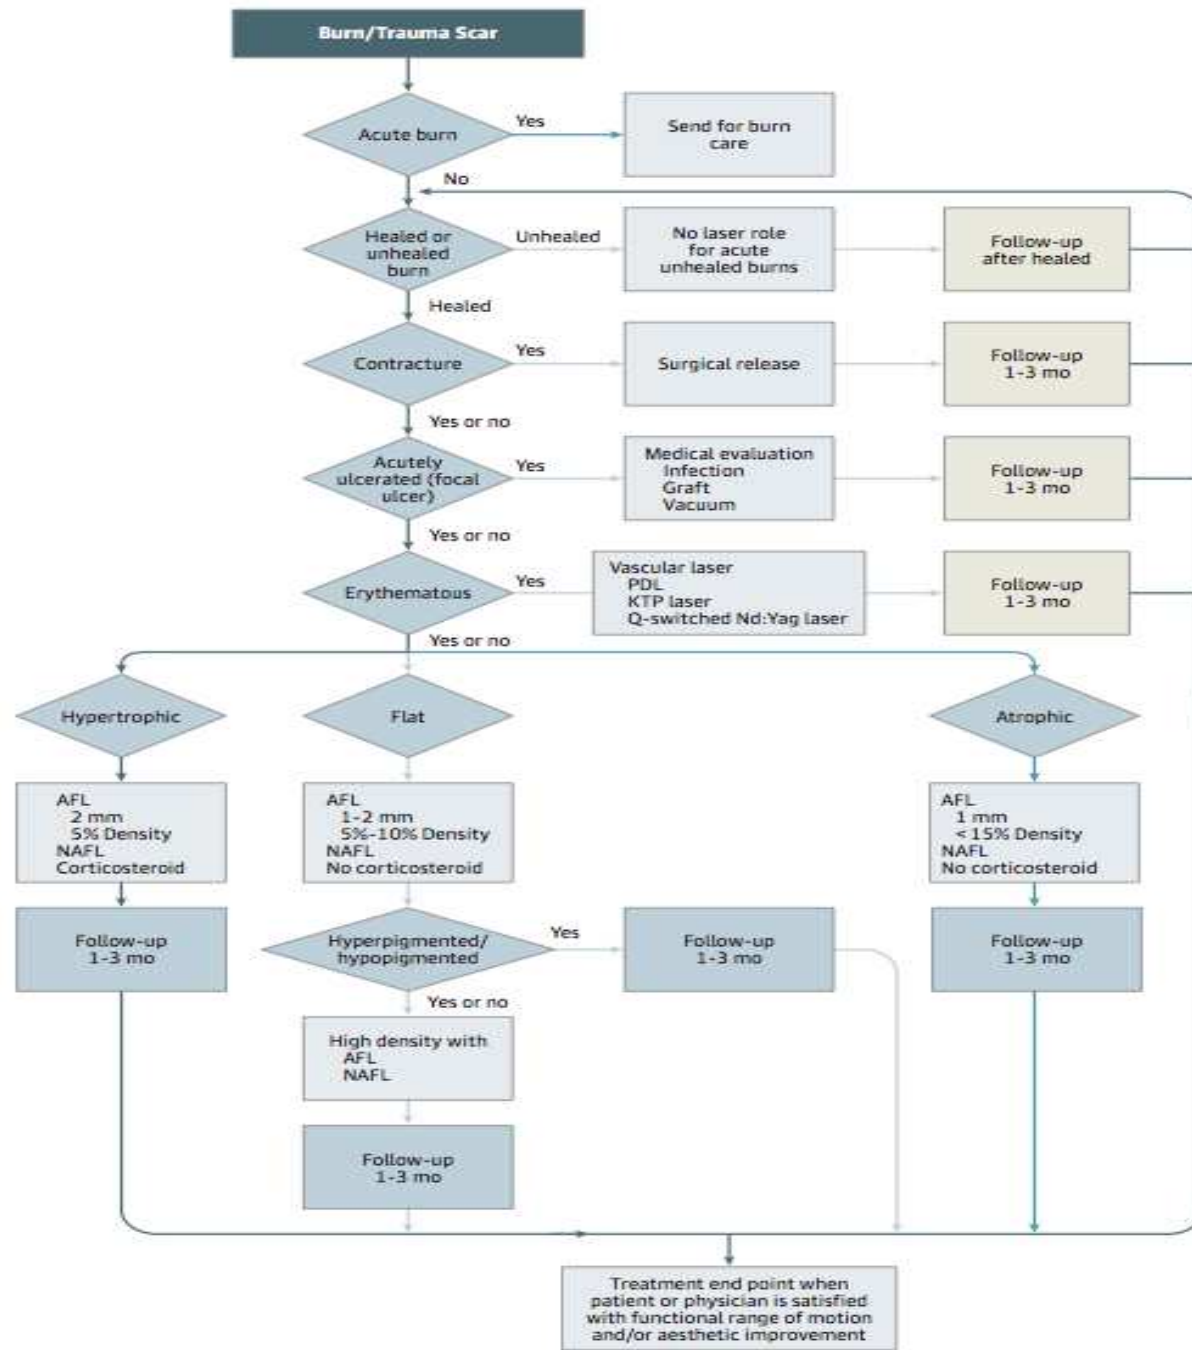 Burn/Trauma Scar
Acute burn
Yes
Send for burn
care
No
Healed or
unhealed
burn
Unhealed
No laser role
for acute
unhealed burns
Follow-up
after healed
Healed
Contracture
Yes
Surgical release
Follow-up
1-3 mo
Yes or no
Acutely
ulcerated (focal
ulcer)
Yes
Medical evaluation
Infection
Graft
Vacuum
Follow-up
1-3 mo
Yes or no
Erythematous
Yes
Vascular laser
PDL
KTP laser
Q-switched Nd:Yag laser
Follow-up
1-3 mo
Yes or no
Hypertrophic
Flat
Atrophic
AFL
2 mm
5% Density
NAFL
Corticosteroid
AFL
1-2 mm
5%-10% Density
NAFL
No corticosteroid
AFL
1 mm
<15% Density
NAFL
No corticosteroid
Follow-up
1-3 mo
Hyperpigmented/
hypopigmented
Yes
Follow-up
1-3 mo
Follow-up
1-3 mo
Yes or no
High density with
AFL
NAFL
Follow-up
1-3 mo
Treatment end point when
patient or physician is satisfied
with functional range of motion
and/or aesthetic improvement